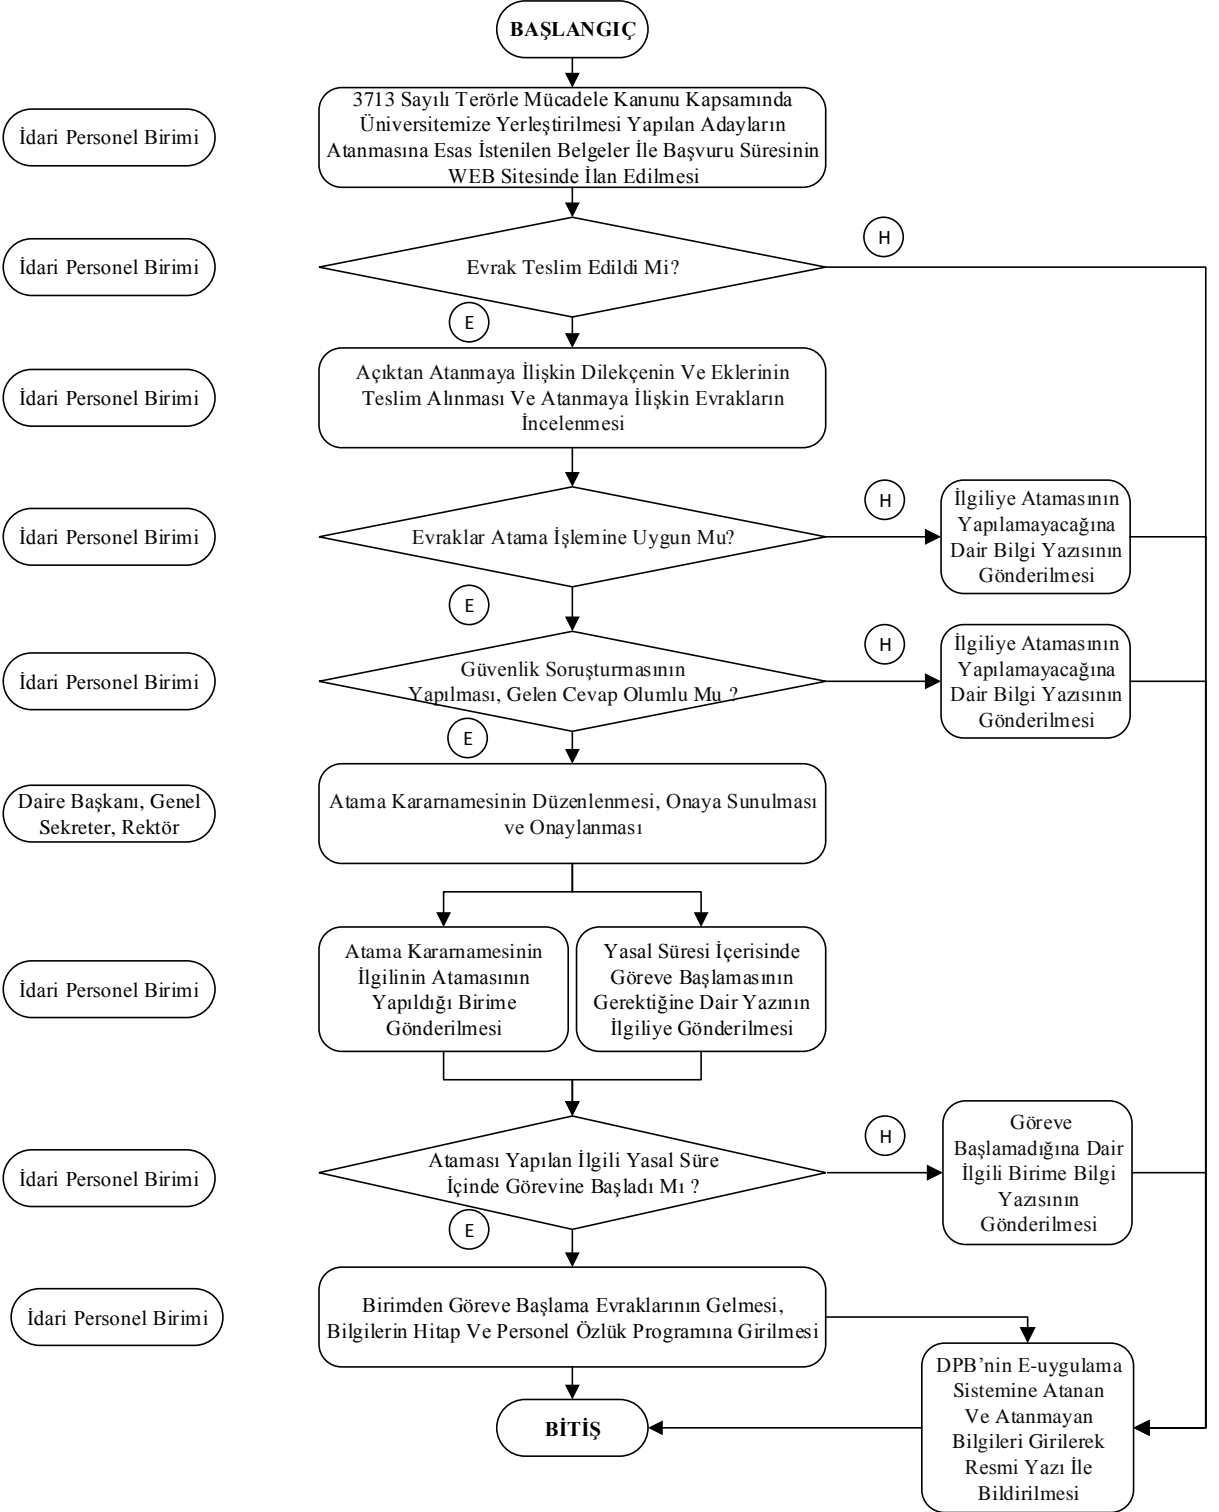 BAŞLANGIÇ
İdari Personel Birimi
3713 Sayılı Terörle Mücadele Kanunu Kapsamında
Üniversitemize Yerleştirilmesi Yapılan Adayların
Atanmasına Esas İstenilen Belgeler İle Başvuru Süresinin
WEB Sitesinde İlan Edilmesi
İdari Personel Birimi
Evrak Teslim Edildi Mi?
H
E
İdari Personel Birimi
Açıktan Atanmaya İlişkin Dilekçenin Ve Eklerinin
Teslim Alınması Ve Atanmaya İlişkin Evrakların
İncelenmesi
İdari Personel Birimi
Evraklar Atama İşlemine Uygun Mu?
H
İlgiliye Atamasının
Yapılamayacağına
Dair Bilgi Yazısının
Gönderilmesi
E
İdari Personel Birimi
Güvenlik Soruşturmasının
Yapılması, Gelen Cevap Olumlu Mu ?
H
İlgiliye Atamasının
Yapılamayacağına
Dair Bilgi Yazısının
Gönderilmesi
E
Daire Başkanı, Genel
Sekreter, Rektör
Atama Kararnamesinin Düzenlenmesi, Onaya Sunulması
ve Onaylanması
İdari Personel Birimi
Atama Kararnamesinin
İlgilinin Atamasının
Yapıldığı Birime
Gönderilmesi
Yasal Süresi İçerisinde
Göreve Başlamasının
Gerektiğine Dair Yazının
İlgiliye Gönderilmesi
İdari Personel Birimi
Ataması Yapılan İlgili Yasal Süre
İçinde Görevine Başladı Mı ?
H
Göreve
Başlamadığına Dair
İlgili Birime Bilgi
Yazısının
Gönderilmesi
E
İdari Personel Birimi
Birimden Göreve Başlama Evraklarının Gelmesi,
Bilgilerin Hitap Ve Personel Özlük Programına Girilmesi
DPB’nin E-uygulama
Sistemine Atanan
Ve Atanmayan
Bilgileri Girilerek
Resmi Yazı İle
Bildirilmesi
BİTİŞ